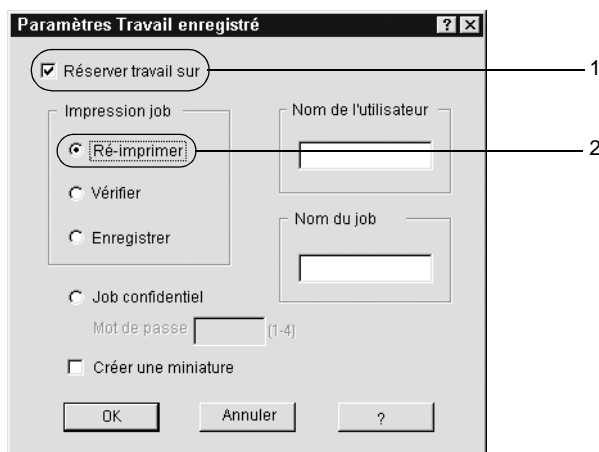 Paramètres Travail enregistré ? ×
Réserver travail sur 1
Impression job
Ré-imprimer 2
Vérifier
Enregistrer
Nom de l'utilisateur
Nom du job
Job confidentiel
Mot de passe (1-4)
Créer une miniature
OK Annuler ?